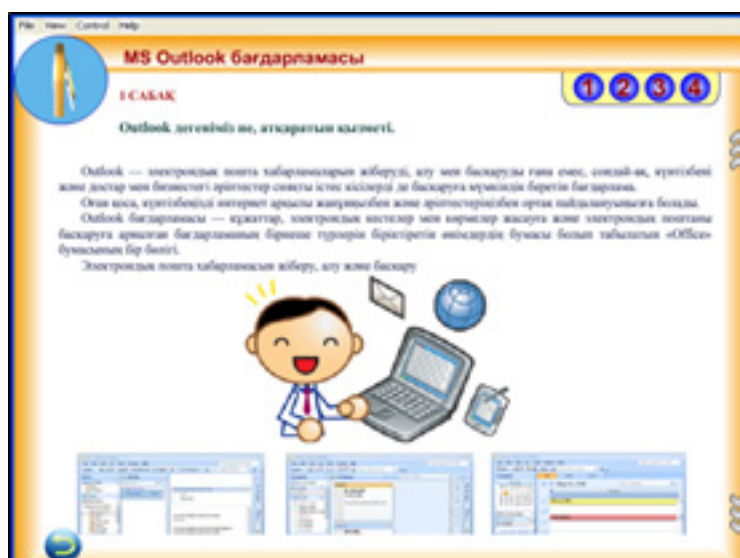 File View Control Help
MS Outlook бағдарламасы
1 2 3 4
1 САБАҚ
Outlook дегеніміз не, атқаратын қызметі.
Outlook — электрондық пошта хабарламаларын жіберуді, алу мен басқаруды ғана емес, сондай-ақ, күнтізбені
және достар мен бизнестегі әріптестер сияқты істес кісілерді де басқаруға мүмкіндік беретін бағдарлама.
Оған қоса, күнтізбеңізді интернет арқылы жанұяңызбен және әріптестеріңізбен ортақ пайдалануыңызға болады.
Outlook бағдарламасы — құжаттар, электрондық кестелер мен көрмелер жасауға және электрондық поштаны
басқаруға арналған бағдарламаның бірнеше түрлерін біріктіретін өнімдердің бумасы болып табылатын «Office»
бумасының бір бөлігі.
Электрондық пошта хабарламасын жіберу, алу және басқару